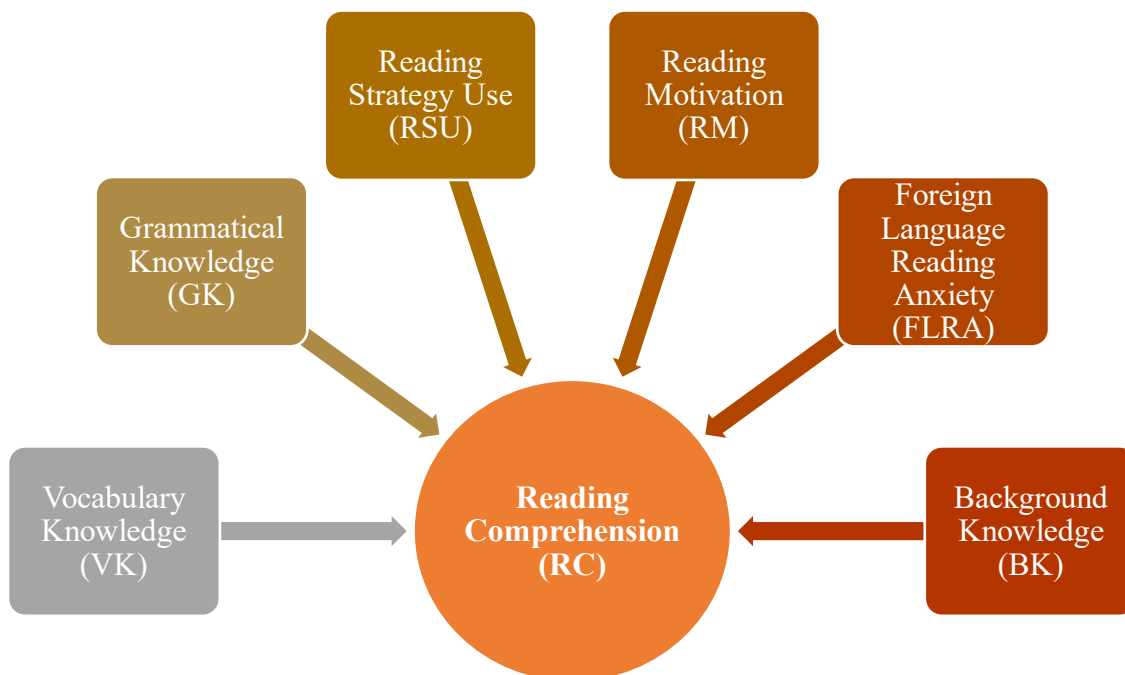 Reading
Strategy Use
(RSU)
Reading
Motivation
(RM)
Grammatical
Knowledge
(GK)
Foreign
Language
Reading
Anxiety
(FLRA)
Vocabulary
Knowledge
(VK)
Reading
Comprehension
(RC)
Background
Knowledge
(BK)